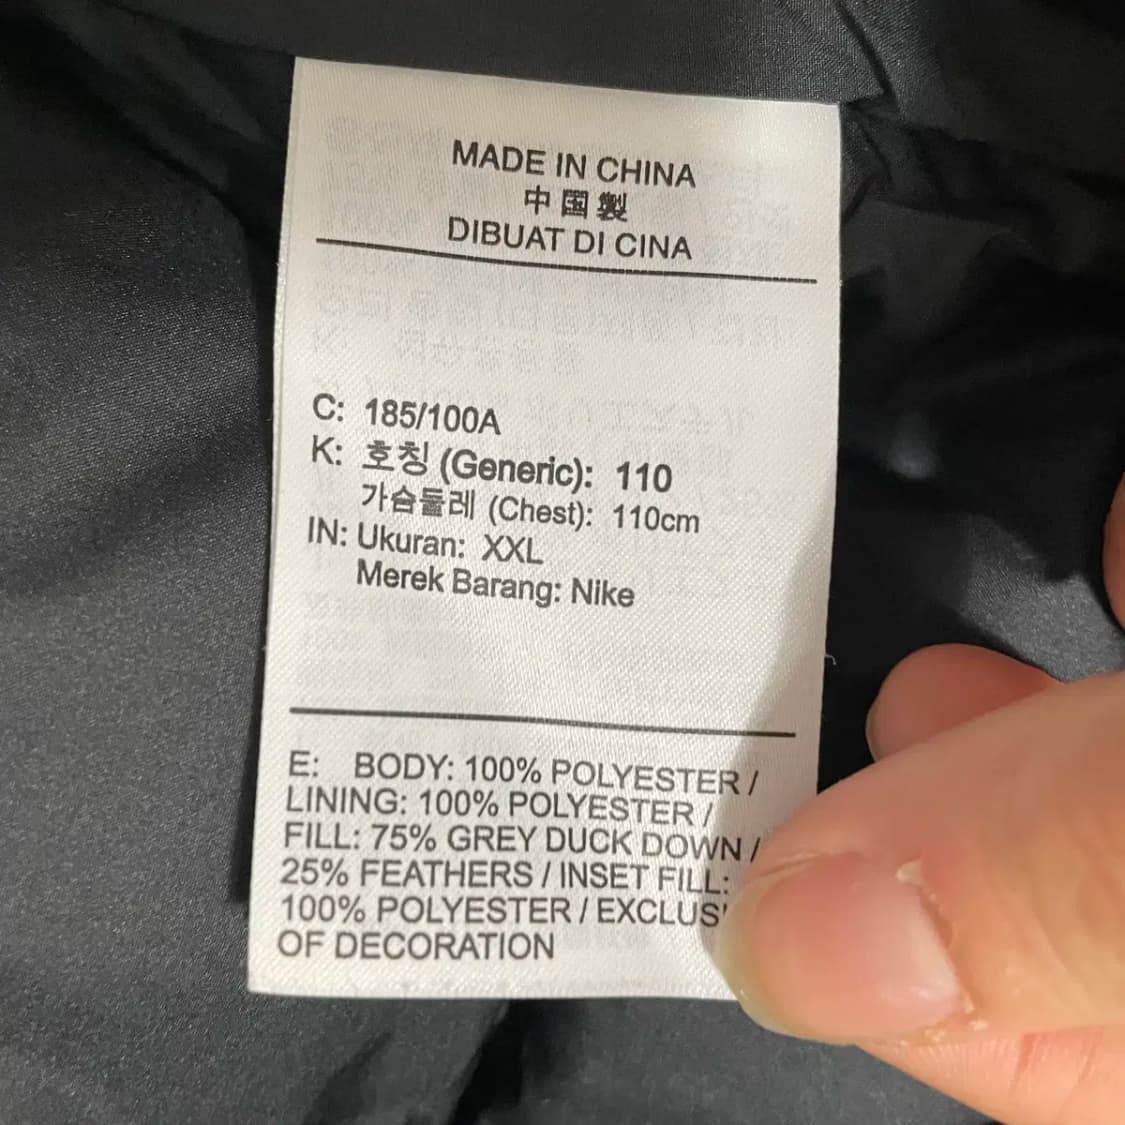 MADE IN CHINA
中国製
DIBUAT DI CINA
C: 185/100A
K: 호칭 (Generic): 110
가슴둘레 (Chest): 110cm
IN: Ukuran: XXL
Merek Barang: Nike
E: BODY: 100% POLYESTER /
LINING: 100% POLYESTER /
FILL: 75% GREY DUCK DOWN /
25% FEATHERS / INSET FILL:
100% POLYESTER /
OF DECORATION